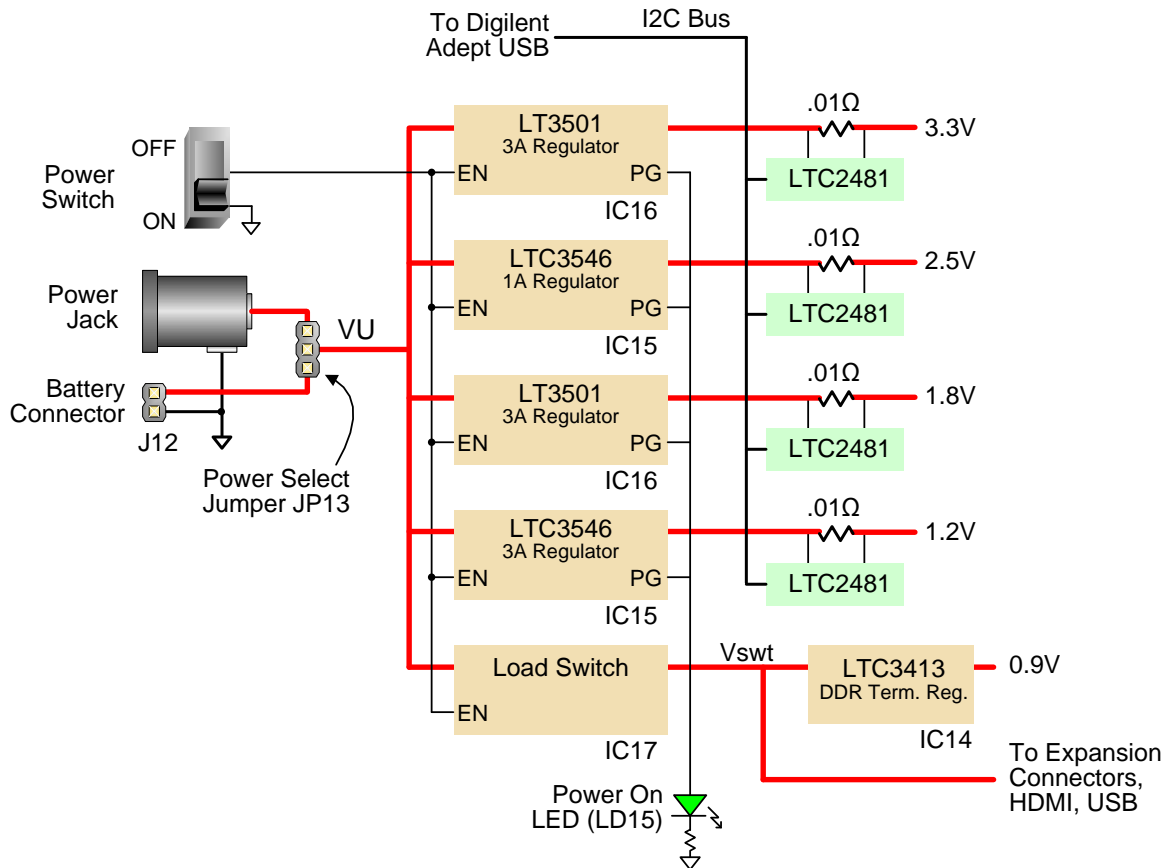 To Digilent
Adept USB
I2C Bus
OFF
Power
Switch
ON
LT3501
3A Regulator
EN
PG
IC16
.01Ω
3.3V
LTC2481
LTC3546
1A Regulator
EN
PG
IC15
.01Ω
2.5V
LTC2481
Power
Jack
VU
Battery
Connector
J12
Power Select
Jumper JP13
LT3501
3A Regulator
EN
PG
IC16
.01Ω
1.8V
LTC2481
LTC3546
3A Regulator
EN
PG
IC15
.01Ω
1.2V
LTC2481
Load Switch
EN
IC17
Vswt
LTC3413
DDR Term. Reg.
IC14
0.9V
To Expansion
Connectors,
HDMI, USB
Power On
LED (LD15)